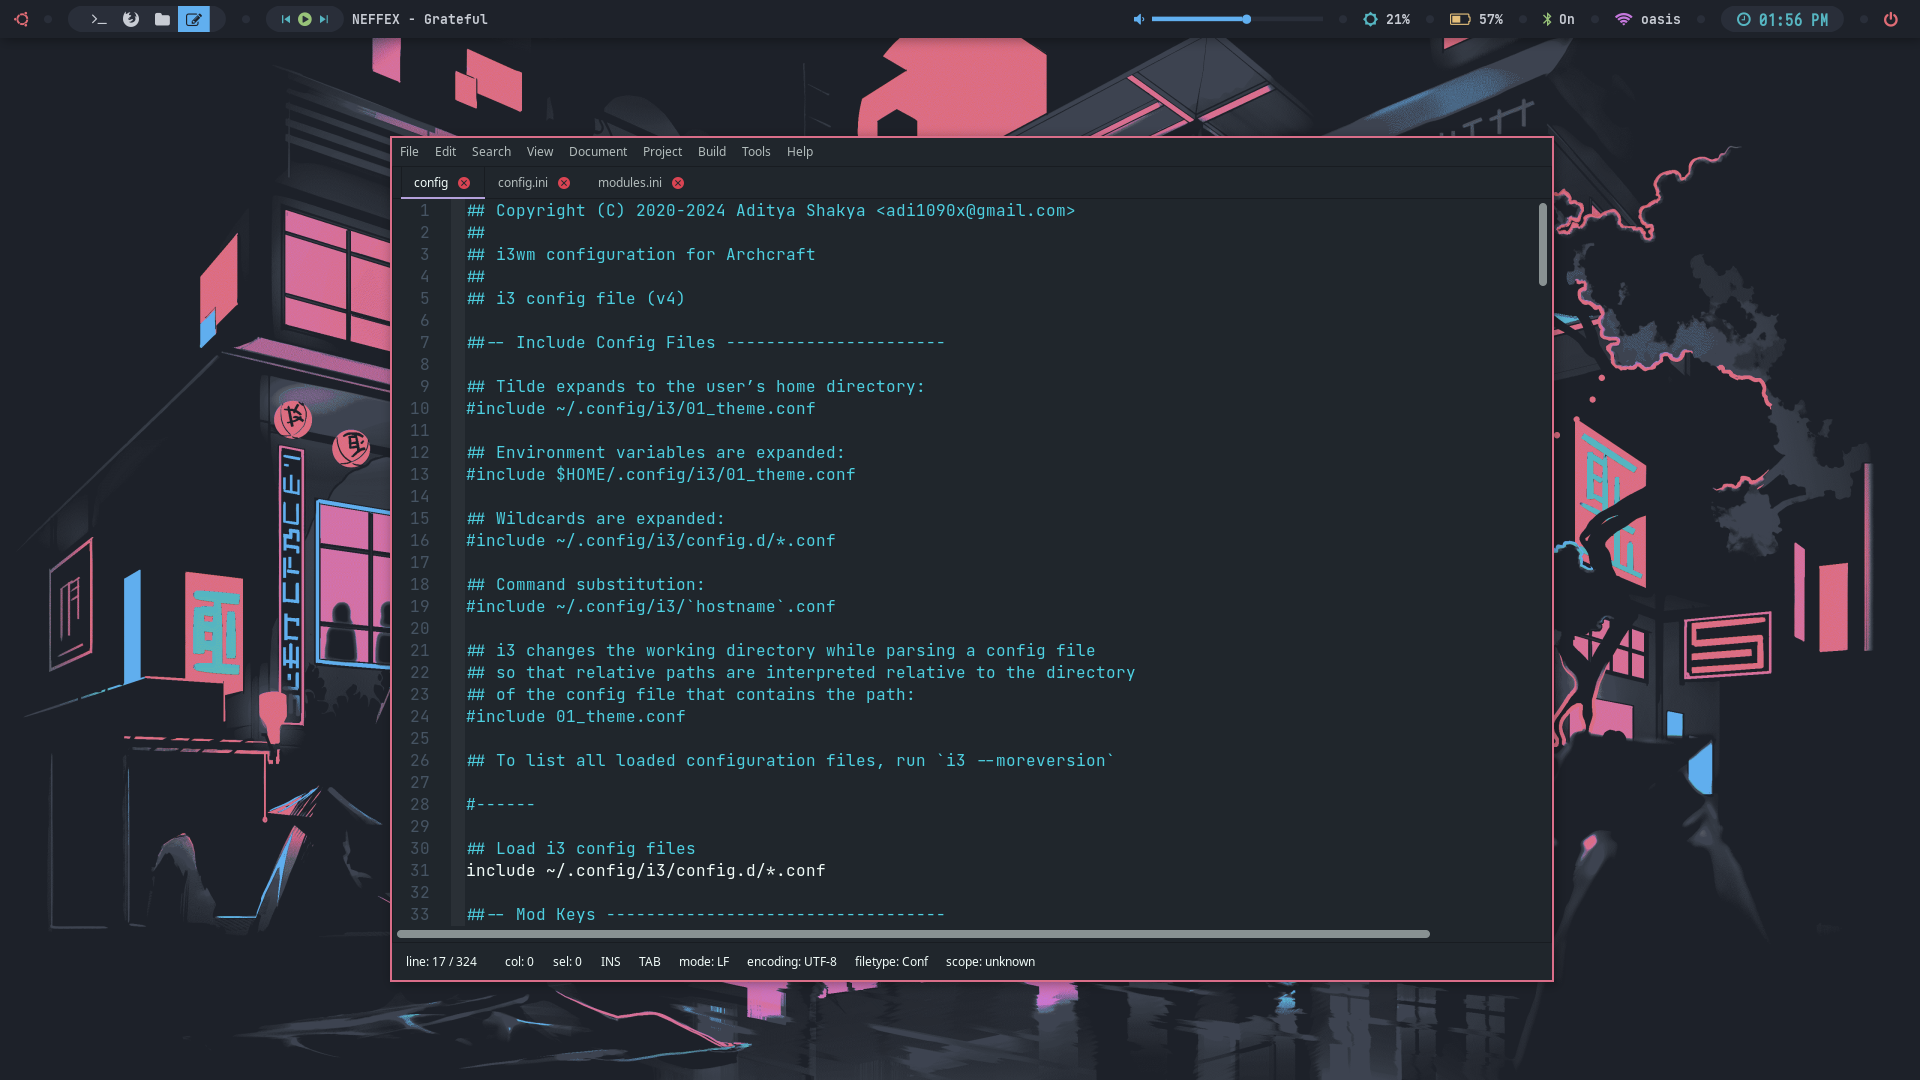 NEFFEX - Grateful
21%
57%
On
oasis
01:56 PM
File Edit Search View Document Project Build Tools Help
config config.ini modules.ini
1 ## Copyright (C) 2020-2024 Aditya Shakya <adi1090x@gmail.com>
2 ##
3 ## i3wm configuration for Archcraft
4 ##
5 ## i3 config file (v4)
6
7 ##-- Include Config Files ----------------------
8
9 ## Tilde expands to the user’s home directory:
10 #include ~/.config/i3/01_theme.conf
11
12 ## Environment variables are expanded:
13 #include $HOME/.config/i3/01_theme.conf
14
15 ## Wildcards are expanded:
16 #include ~/.config/i3/config.d/*.conf
17
18 ## Command substitution:
19 #include ~/.config/i3/`hostname`.conf
20
21 ## i3 changes the working directory while parsing a config file
22 ## so that relative paths are interpreted relative to the directory
23 ## of the config file that contains the path:
24 #include 01_theme.conf
25
26 ## To list all loaded configuration files, run `i3 --moreversion`
27
28 #------
29
30 ## Load i3 config files
31 include ~/.config/i3/config.d/*.conf
32
33 ##-- Mod Keys ----------------------------------
line: 17 / 324 col: 0 sel: 0 INS TAB mode: LF encoding: UTF-8 filetype: Conf scope: unknown